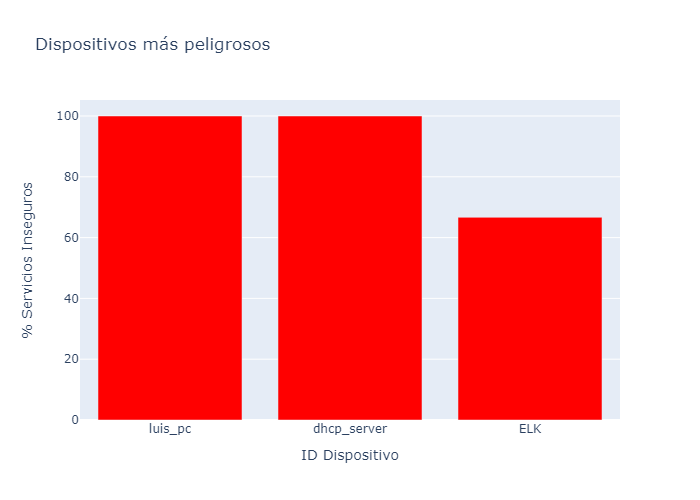 Dispositivos más peligrosos
% Servicios Inseguros
100
80
60
40
20
0
luis_pc
dhcp_server
ELK
ID Dispositivo